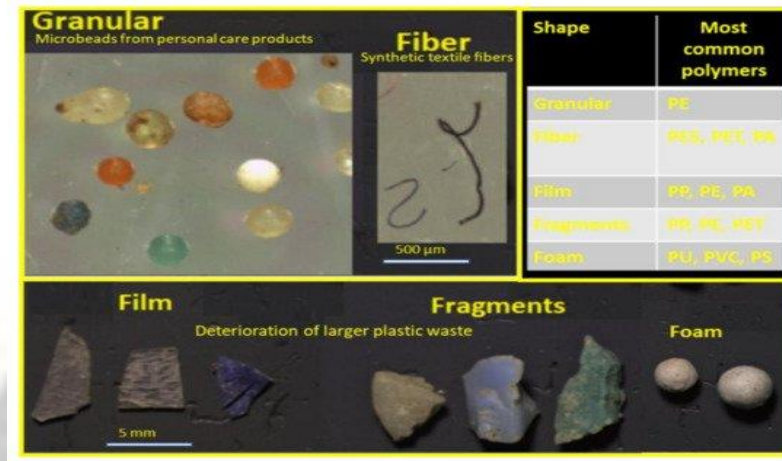 Granular
Microbeads from personal care products
Fiber
Synthetic textile fibers
500 µm
Shape Most common polymers
Granular PE
Fiber PES, PET, PA
Film PP, PE, PA
Fragments PP, PE, PET
Foam PU, PVC, PS
Film
Fragments
Deterioration of larger plastic waste
Foam
5 mm